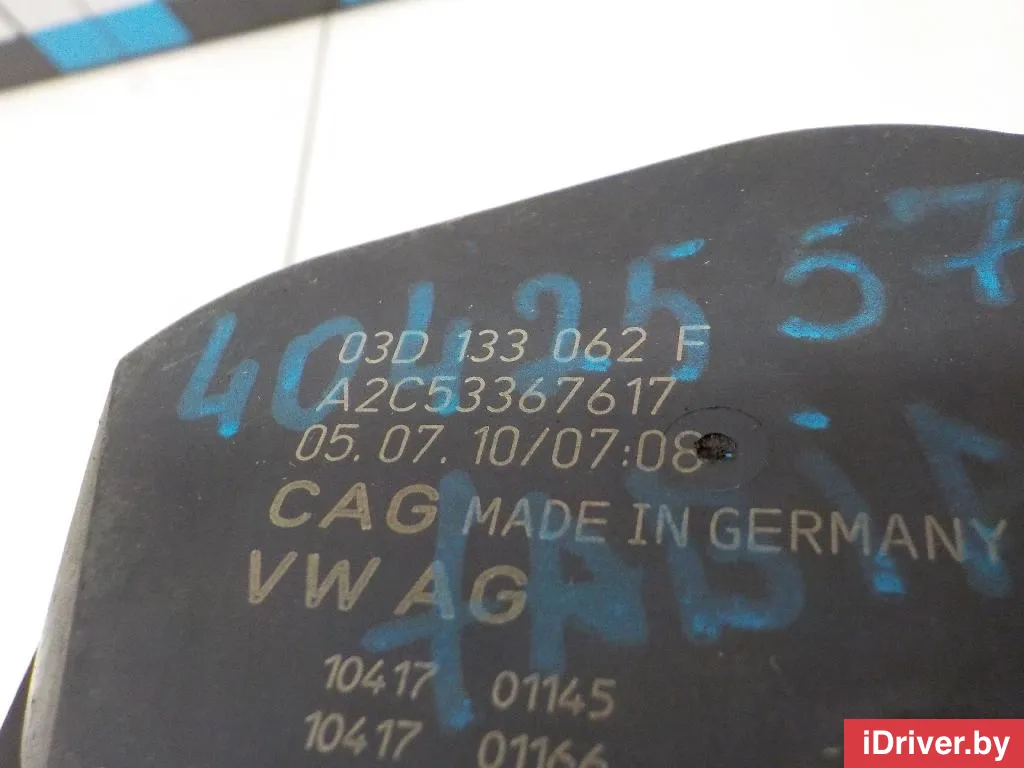 4042557
03D 133 062 F
A2C53367617
05.07.10/07:08
CAG MADE IN GERMANY
VW AG
10417 01145
10417 01166
iDriver.by